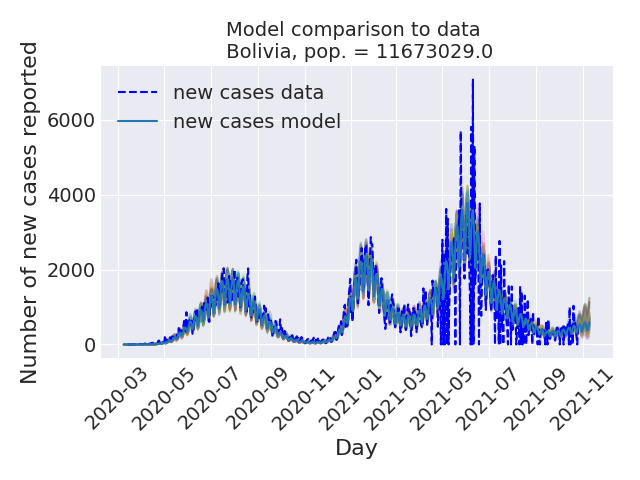 Model comparison to data
Bolivia, pop. = 11673029.0
Number of new cases reported
new cases data
new cases model
6000
4000
2000
0
2020-03
2020-05
2020-07
2020-09
2020-11
2021-01
2021-03
2021-05
2021-07
2021-09
2021-11
Day